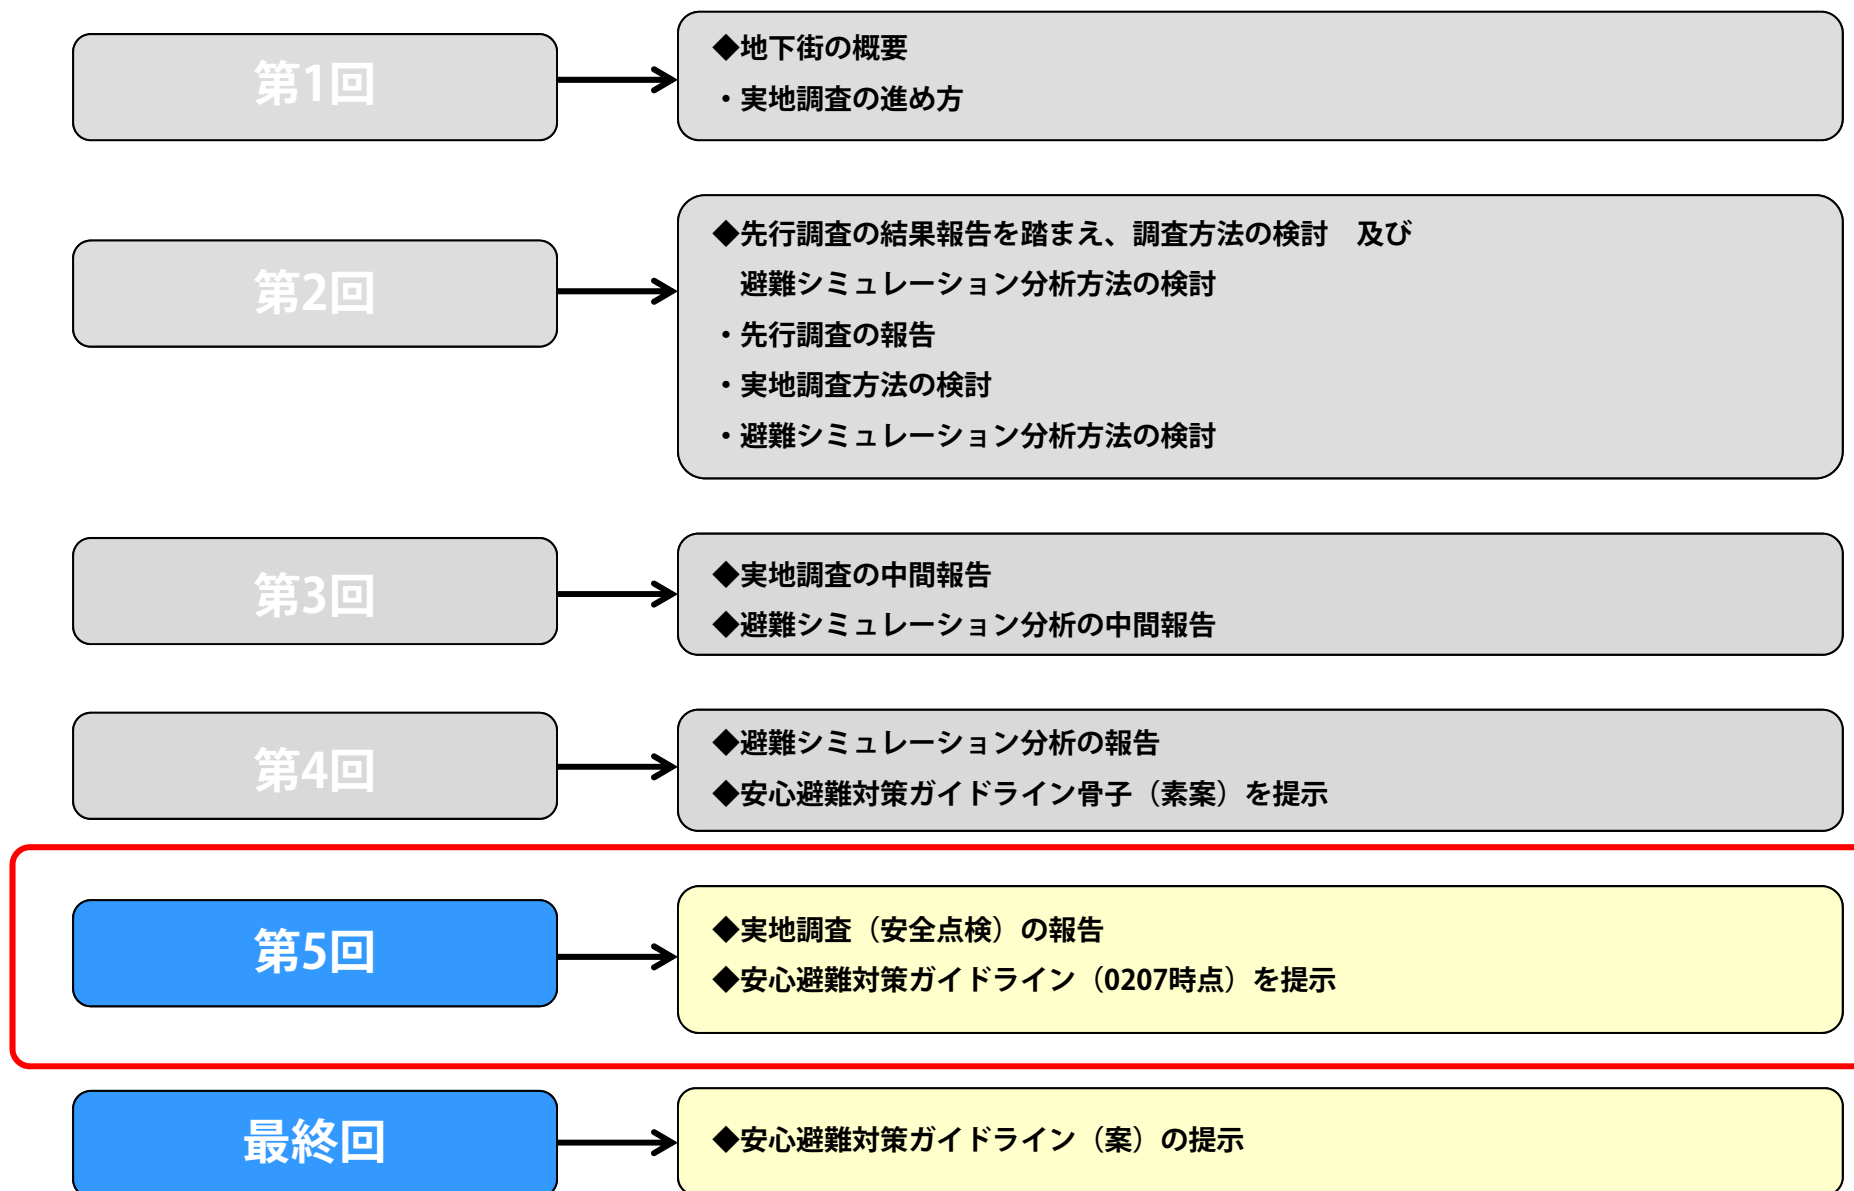 第1回
◆地下街の概要
・実地調査の進め方
第2回
◆先行調査の結果報告を踏まえ、調査方法の検討　及び
避難シミュレーション分析方法の検討
・先行調査の報告
・実地調査方法の検討
・避難シミュレーション分析方法の検討
第3回
◆実地調査の中間報告
◆避難シミュレーション分析の中間報告
第4回
◆避難シミュレーション分析の報告
◆安心避難対策ガイドライン骨子（素案）を提示
第5回
◆実地調査（安全点検）の報告
◆安心避難対策ガイドライン（0207時点）を提示
最終回
◆安心避難対策ガイドライン（案）の提示